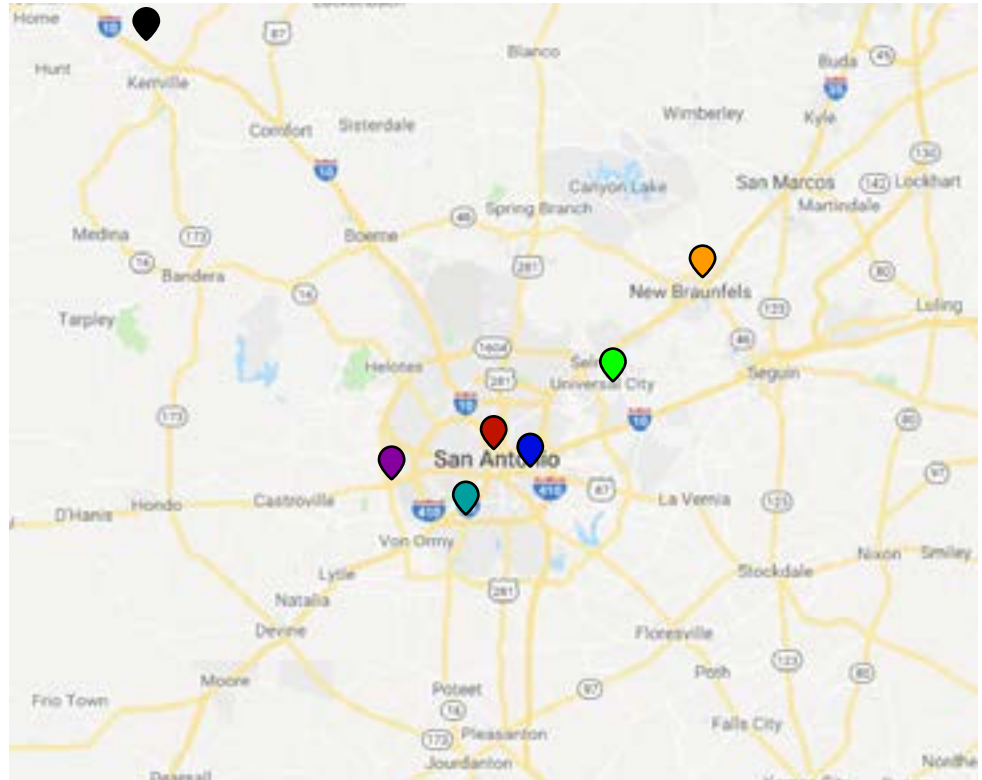 Home
10
87
Blanco
Buda
45
Hunt
Kerrville
35
Wimberley
Kyle
Comfort
Sisterdale
130
10
Canyon Lake
San Marcos
142
Lockhart
Spring Branch
46
Martindale
Medina
173
Boerne
16
281
80
Bandera
16
New Braunfels
123
Luling
Tarpley
46
1604
Helotes
281
Universal City
Seguin
10
173
10
80
San Antonio
97
Castroville
410
87
La Vernia
123
Hondo
D'Hanis
410
Von Ormy
Nixon
Smiley
Lytle
Stockdale
281
Natalia
Devine
Floresville
123
Poth
80
Moore
97
Frio Town
Poteet
16
Falls City
173
Pleasanton
Jourdanton